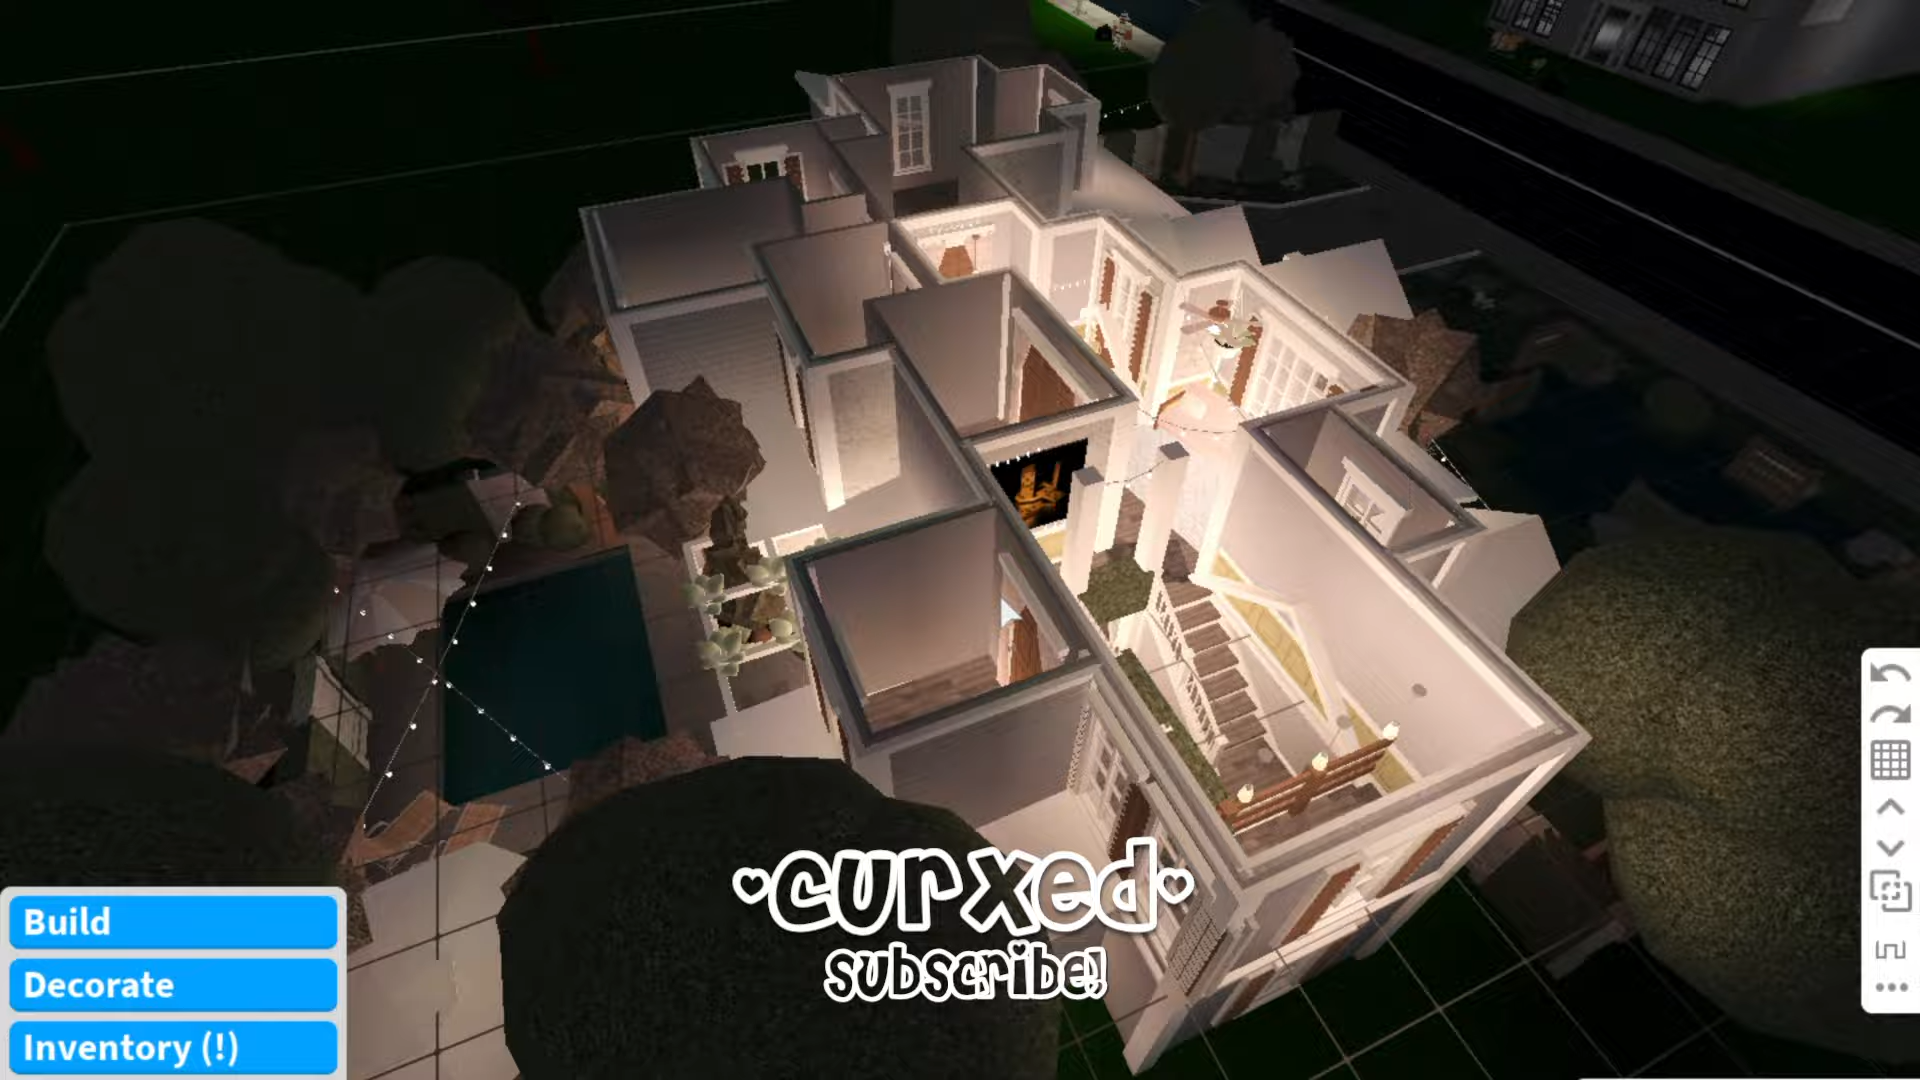 •curxed•
subscribe!
Build
Decorate
Inventory (!)